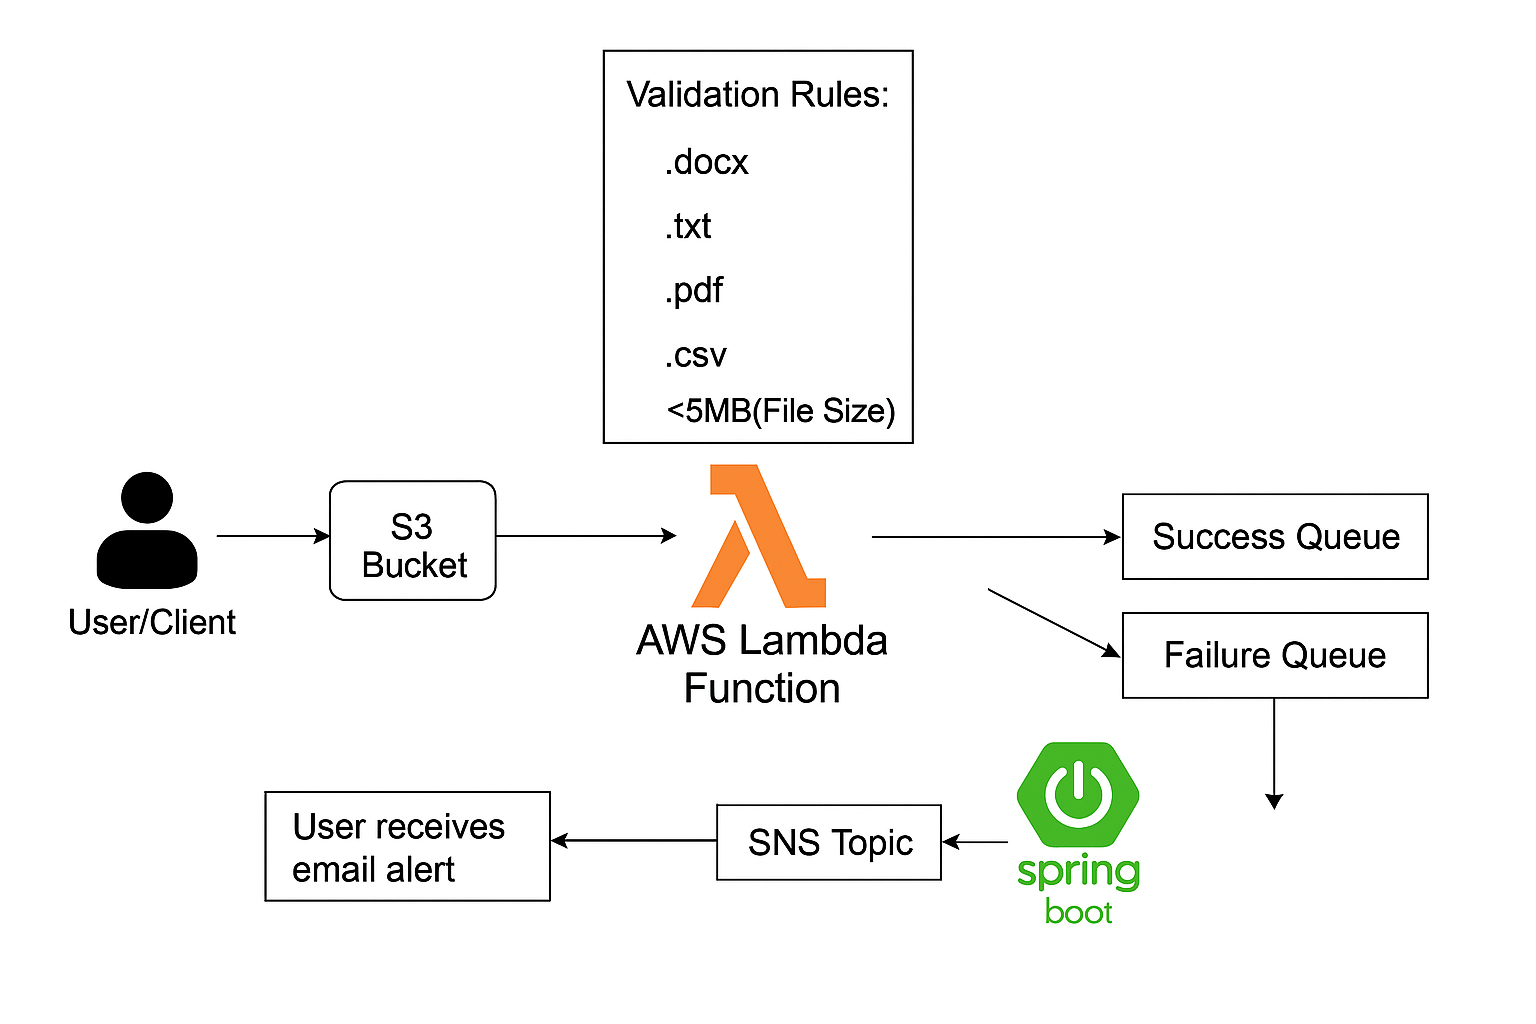 Validation Rules:
.docx
.txt
.pdf
.csv
<5MB(File Size)
User/Client
S3
Bucket
AWS Lambda
Function
Success Queue
Failure Queue
User receives
email alert
SNS Topic
spring
boot